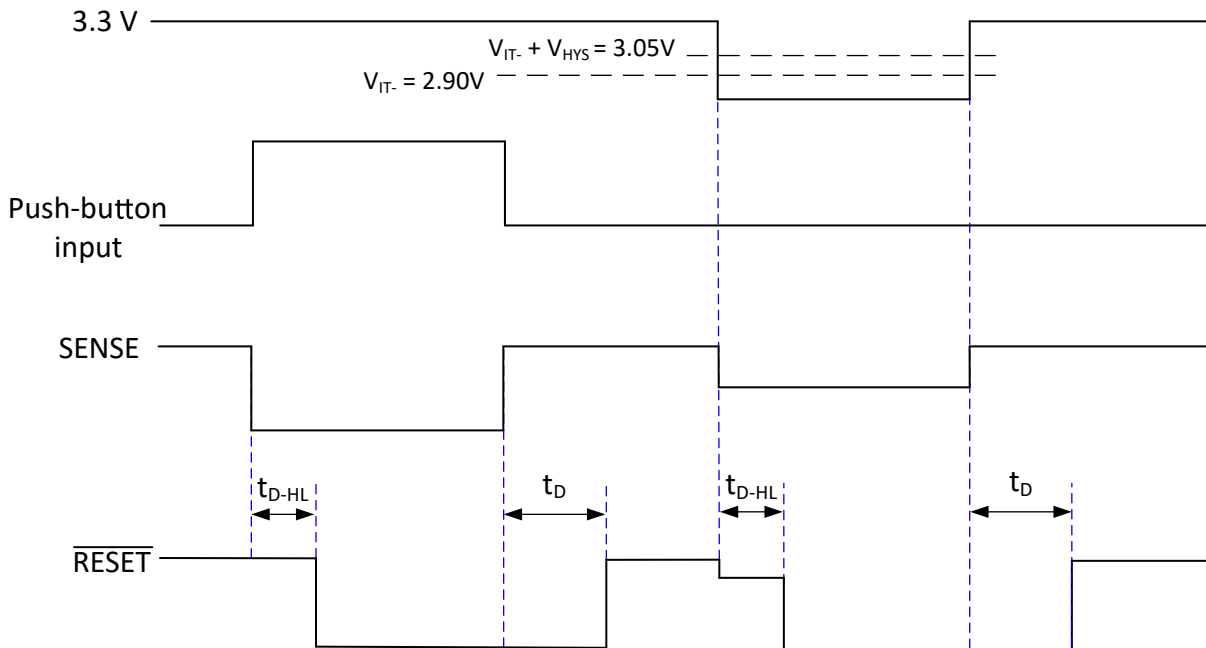 3.3 V
V_IT- + V_HYS = 3.05V
V_IT- = 2.90V
Push-button
input
SENSE
t_D-HL
t_D
t_D-HL
t_D
R̅E̅S̅E̅T̅